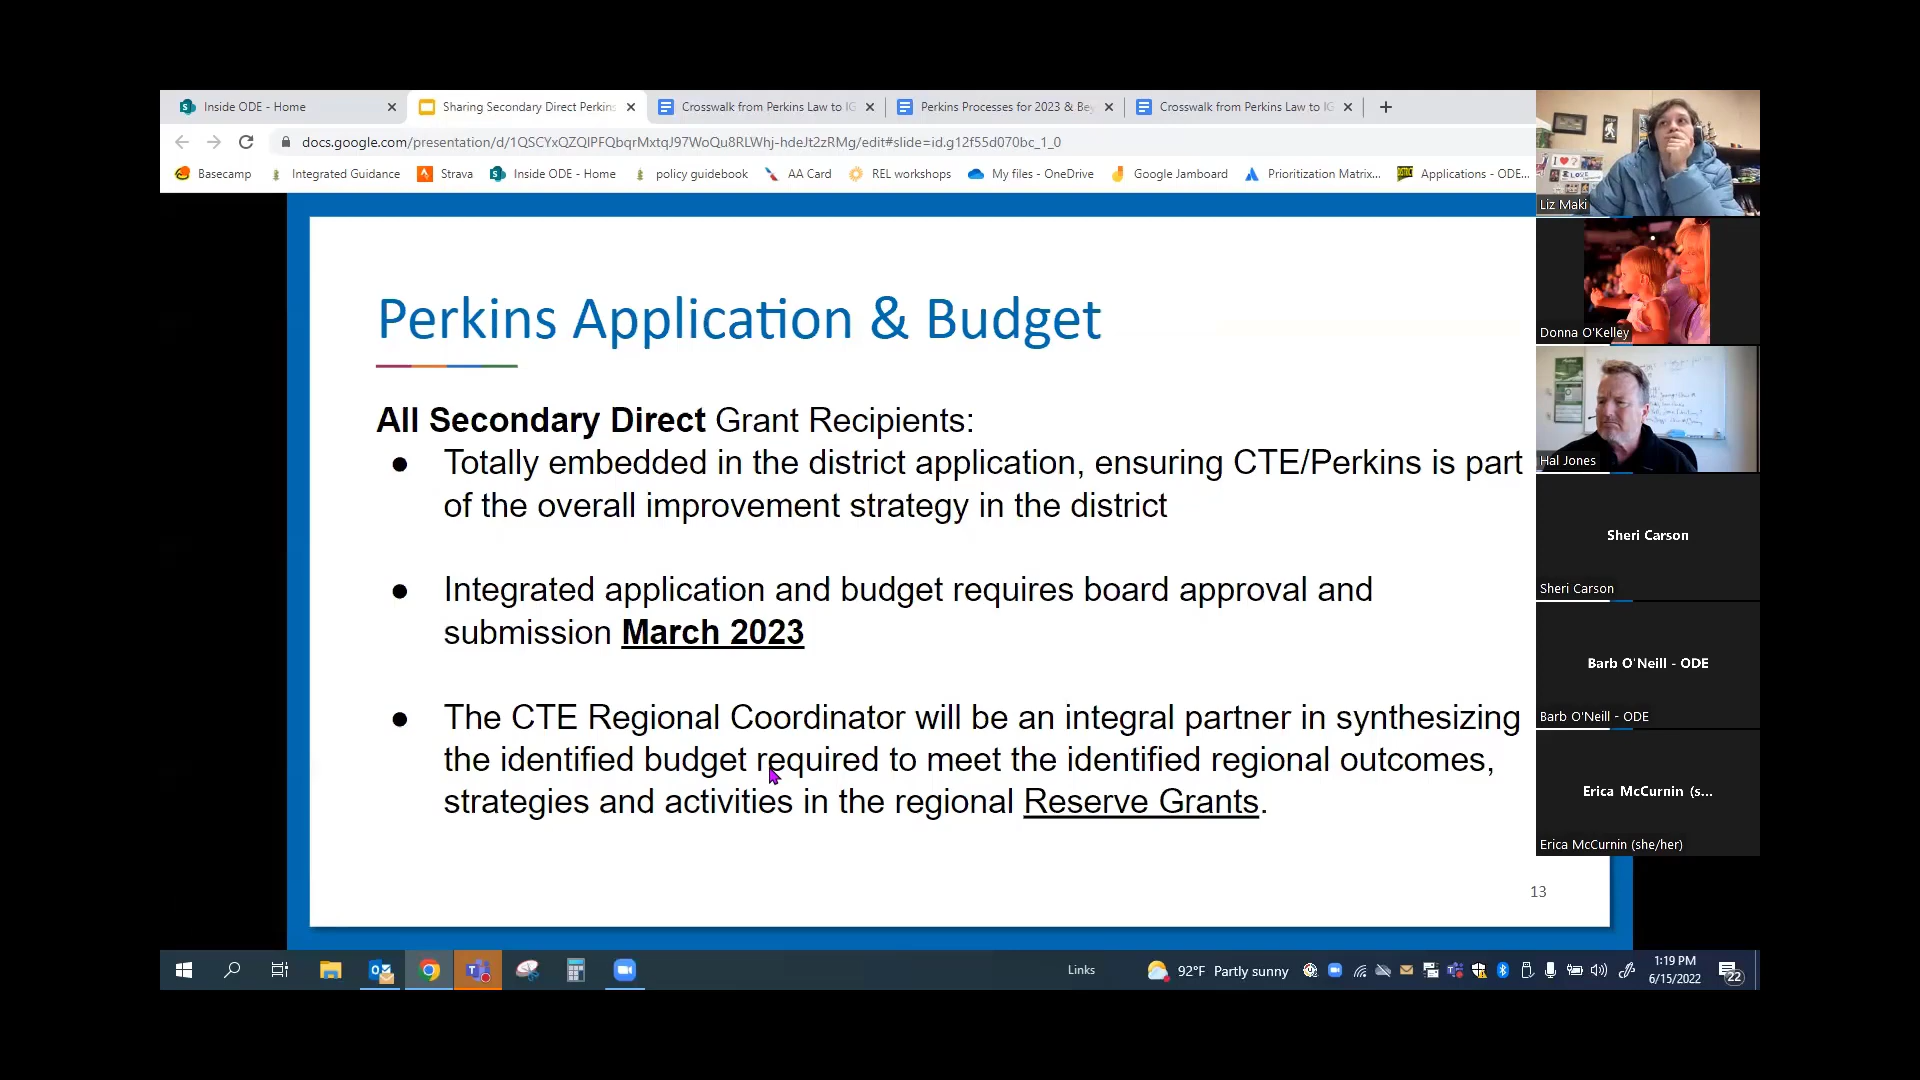 Inside ODE - Home
Sharing Secondary Direct Perkins
Crosswalk from Perkins Law to IG
Perkins Processes for 2023 & Bey
Crosswalk from Perkins Law to IG
docs.google.com/presentation/d/1QSCYxQZQlPFQbqrMxtqJ97WoQu8RLWhj-hdeJt2zRMg/edit#slide=id.g12f55d070bc_1_0
Basecamp
Integrated Guidance
Strava
Inside ODE - Home
policy guidebook
AA Card
REL workshops
My files - OneDrive
Google Jamboard
Prioritization Matrix...
Applications - ODE...
Perkins Application & Budget
All Secondary Direct Grant Recipients:
● Totally embedded in the district application, ensuring CTE/Perkins is part
of the overall improvement strategy in the district
● Integrated application and budget requires board approval and
submission March 2023
● The CTE Regional Coordinator will be an integral partner in synthesizing
the identified budget required to meet the identified regional outcomes,
strategies and activities in the regional Reserve Grants.
13
Liz Maki
Donna O'Kelley
Hal Jones
Sheri Carson
Sheri Carson
Barb O'Neill - ODE
Barb O'Neill - ODE
Erica McCurnin (s...
Erica McCurnin (she/her)
Links
92°F Partly sunny
1:19 PM
6/15/2022
22